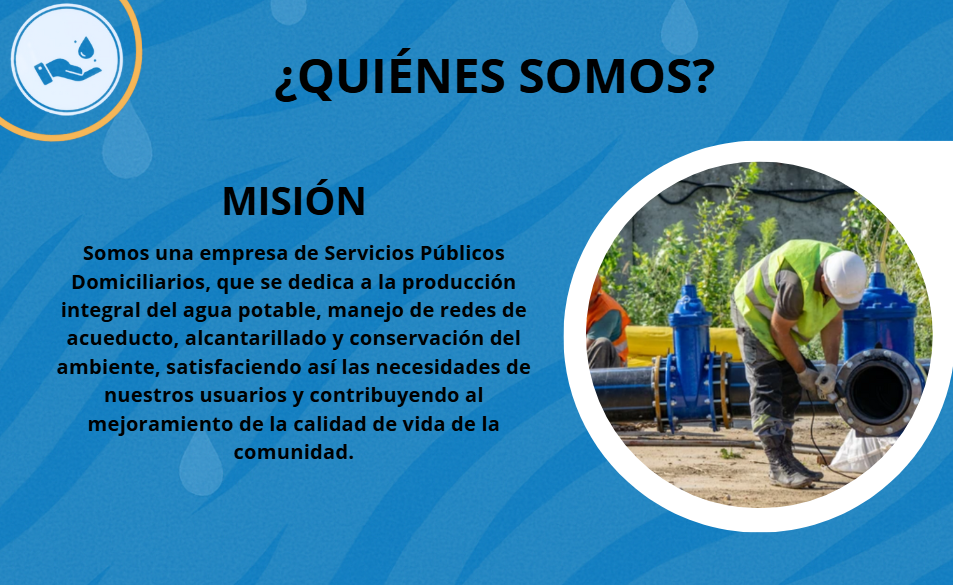 ¿QUIÉNES SOMOS?
MISIÓN
Somos una empresa de Servicios Públicos
Domiciliarios, que se dedica a la producción
integral del agua potable, manejo de redes de
acueducto, alcantarillado y conservación del
ambiente, satisfaciendo así las necesidades de
nuestros usuarios y contribuyendo al
mejoramiento de la calidad de vida de la
comunidad.